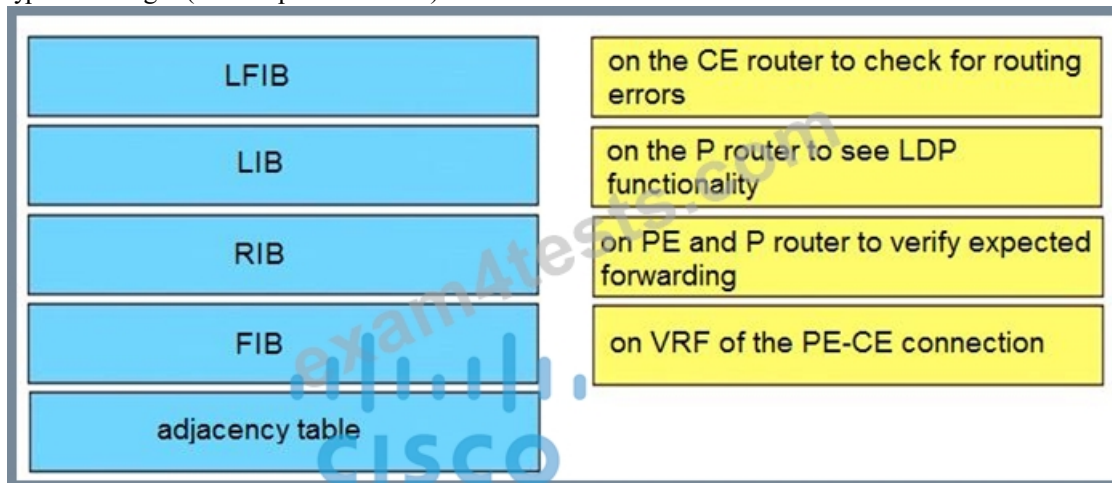 LFIB
LIB
RIB
FIB
adjacency table
on the CE router to check for routing
errors
on the P router to see LDP
functionality
on PE and P router to verify expected
forwarding
on VRF of the PE-CE connection
exam4tests.com
CISCO